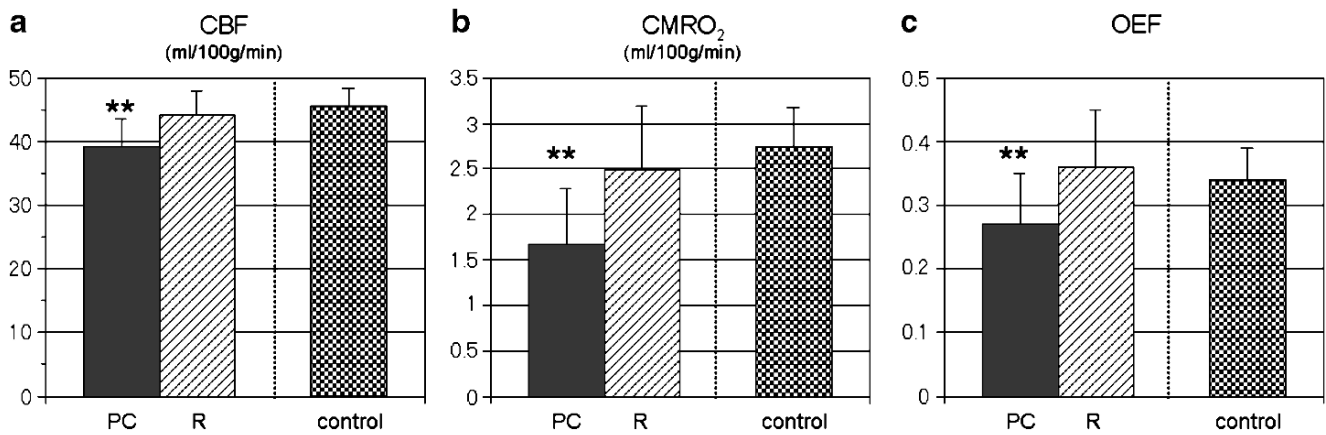 a CBF
(ml/100g/min)
50
40
30
20
10
0
**
PC R control
b CMRO₂
(ml/100g/min)
3.5
3
2.5
2
1.5
1
0.5
0
**
PC R control
c OEF
0.5
0.4
0.3
0.2
0.1
0
**
PC R control